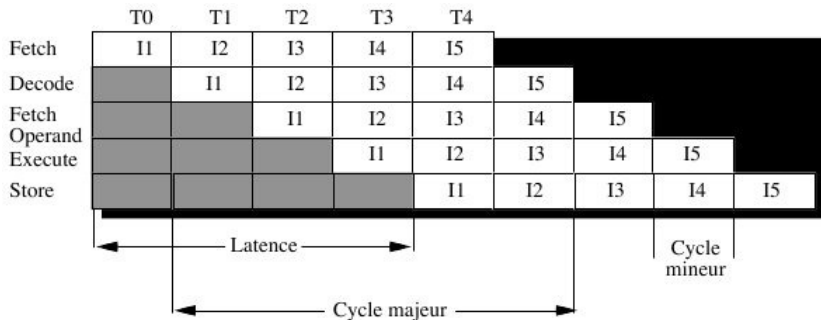 T0 T1 T2 T3 T4
Fetch I1 I2 I3 I4 I5
Decode I1 I2 I3 I4 I5
Fetch
Operand I1 I2 I3 I4 I5
Execute I1 I2 I3 I4 I5
Store I1 I2 I3 I4 I5
Latence
Cycle
mineur
Cycle majeur